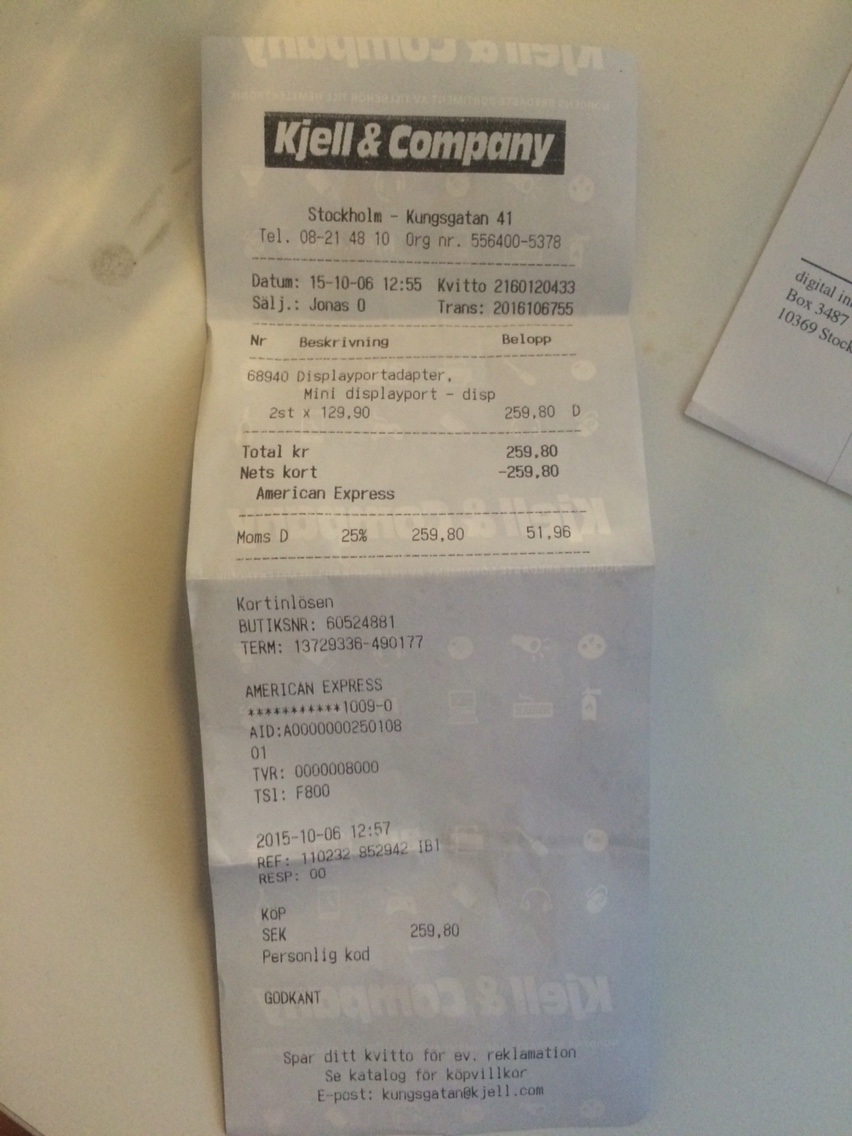 Kjell & Company
Stockholm - Kungsgatan 41
Tel. 08-21 48 10 Org nr. 556400-5378
Datum: 15-10-06 12:55 Kvitto 2160120433
Sälj.: Jonas O Trans: 2016106755
Nr Beskrivning Belopp
68940 Displayportadapter,
Mini displayport - disp
2st x 129,90 259,80 D
Total kr 259,80
Nets kort -259,80
American Express
Moms D 25% 259,80 51,96
Kortinlösen
BUTIKSNR: 60524881
TERM: 13729336-490177
AMERICAN EXPRESS
***********1009-0
AID:A0000000250108
01
TVR: 0000008000
TSI: F800
2015-10-06 12:57
REF: 110232 852942 IB1
RESP: 00
KÖP
SEK 259,80
Personlig kod
GODKANT
Spar ditt kvitto för ev. reklamation
Se katalog för köpvillkor
E-post: kungsgatan@kjell.com
digital in
Box 3487
10369 Stock